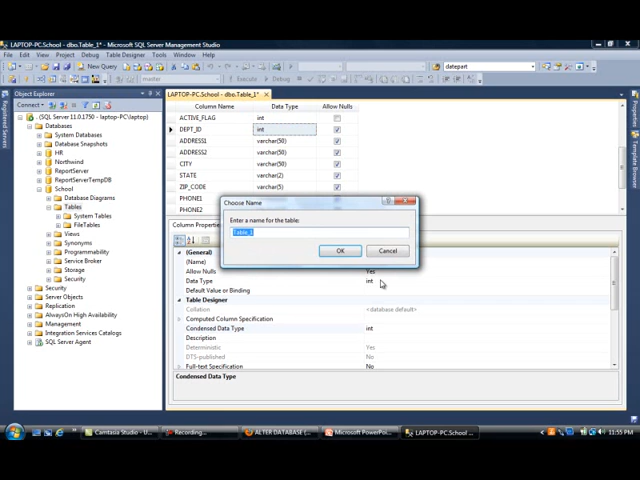 LAPTOP-PC.School - dbo.Table_1* - Microsoft SQL Server Management Studio
File Edit View Project Debug Table Designer Tools Window Help
New Query datepart
master Execute Debug
Object Explorer
Connect
(SQL Server 11.0.1750 - laptop-pc\laptop)
Databases
System Databases
Database Snapshots
HR
Northwind
ReportServer
ReportServerTempDB
School
Database Diagrams
Tables
System Tables
FileTables
Views
Synonyms
Programmability
Service Broker
Storage
Security
Security
Server Objects
Replication
AlwaysOn High Availability
Management
Integration Services Catalogs
SQL Server Agent
Registered Servers
LAPTOP-PC.School - dbo.Table_1*
Column Name Data Type Allow Nulls
ACTIVE_FLAG int
DEPT_ID int
ADDRESS1 varchar(50)
ADDRESS2 varchar(50)
CITY varchar(50)
STATE varchar(2)
ZIP_CODE varchar(5)
PHONE1
PHONE2
Choose Name
Enter a name for the table:
Table_1
OK Cancel
Column Properties
(General)
(Name)
Allow Nulls Yes
Data Type int
Default Value or Binding
Table Designer
Collation <database default>
Computed Column Specification
Condensed Data Type int
Description
Deterministic Yes
DTS-published No
Full-text Specification No
Condensed Data Type
Properties
Template Browser
Camtasia Studio - U... Recording... ALTER DATABASE (... Microsoft PowerPoi... LAPTOP-PC.School ... 11:55 PM